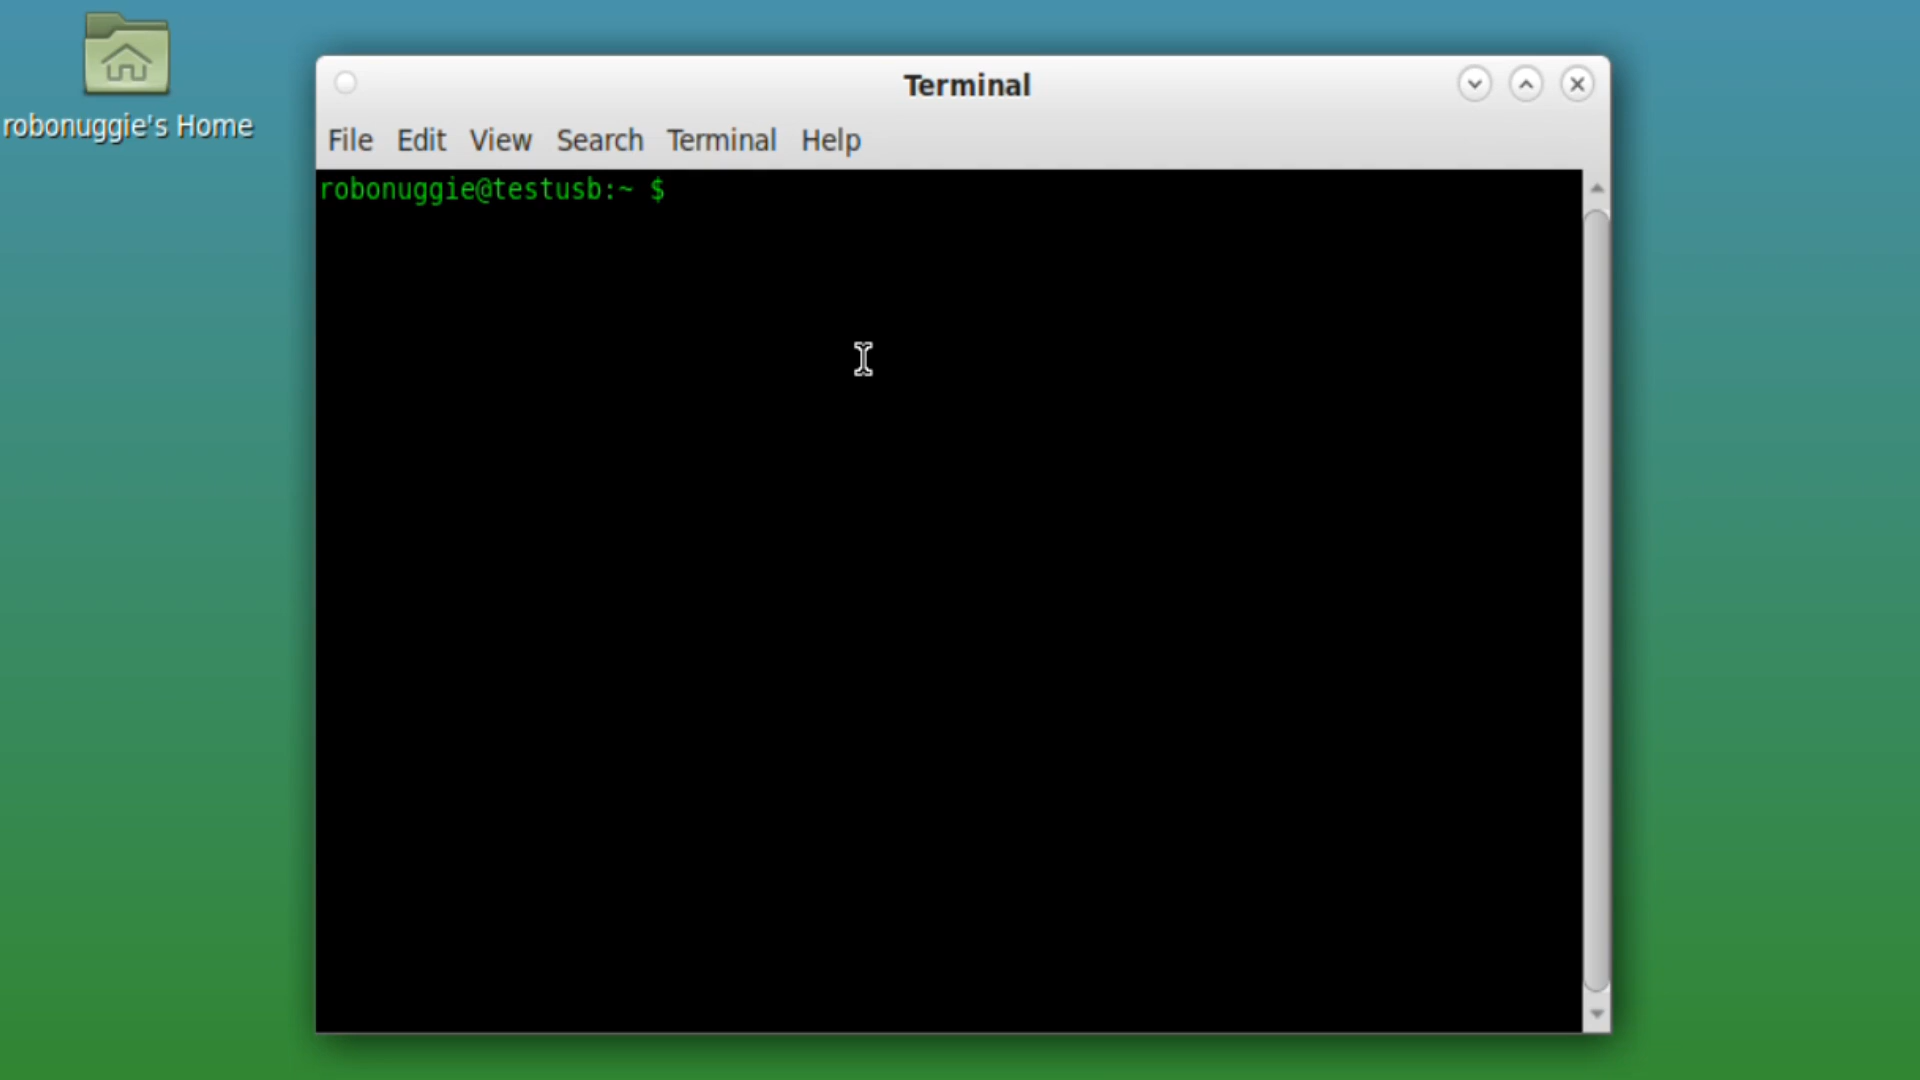 robonuggie's Home
Terminal
File Edit View Search Terminal Help
robonuggie@testusb:~ $